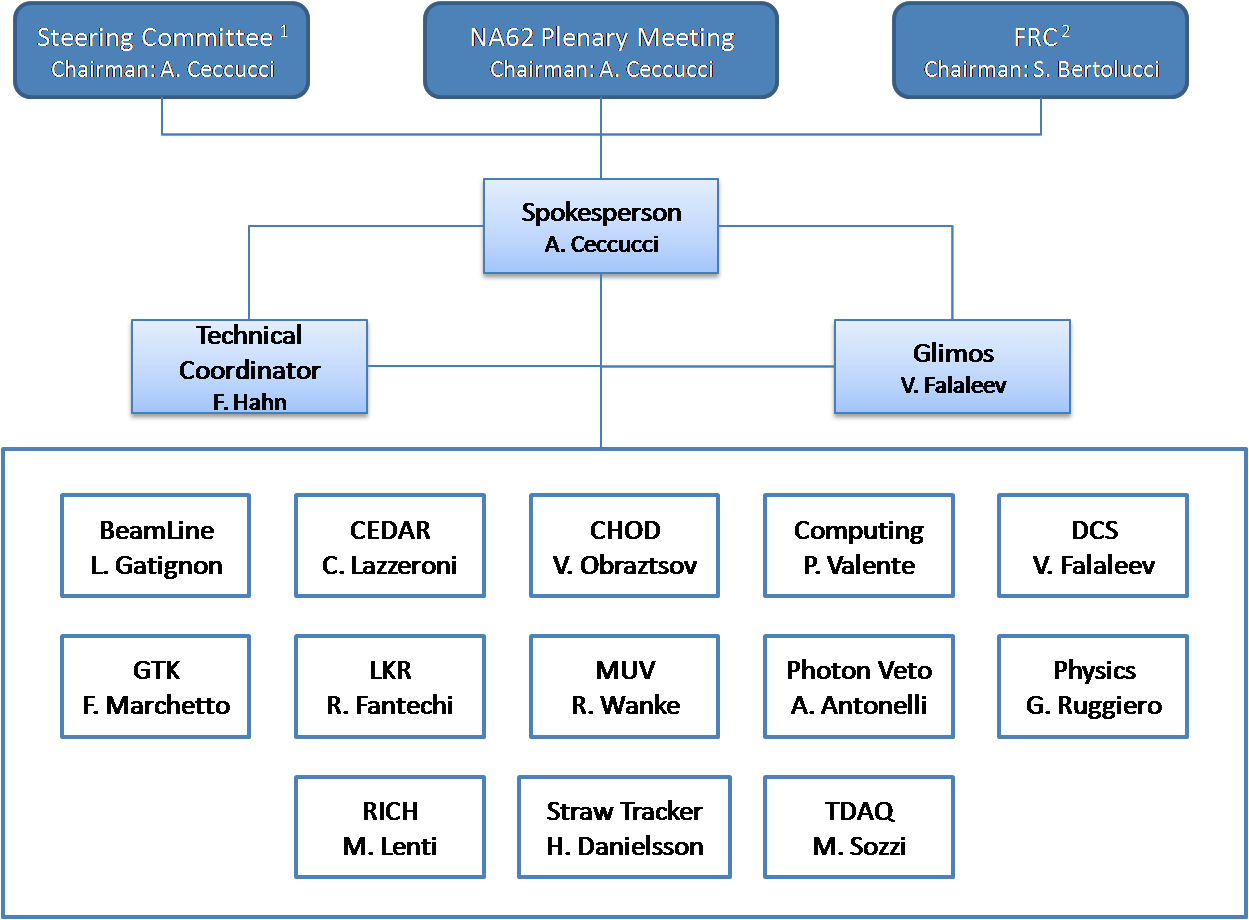 Steering Committee 1
Chairman: A. Ceccucci
NA62 Plenary Meeting
Chairman: A. Ceccucci
FRC 2
Chairman: S. Bertolucci
Spokesperson
A. Ceccucci
Technical
Coordinator
F. Hahn
Glimos
V. Falaleev
BeamLine
L. Gatignon
CEDAR
C. Lazzeroni
CHOD
V. Obraztsov
Computing
P. Valente
DCS
V. Falaleev
GTK
F. Marchetto
LKR
R. Fantechi
MUV
R. Wanke
Photon Veto
A. Antonelli
Physics
G. Ruggiero
RICH
M. Lenti
Straw Tracker
H. Danielsson
TDAQ
M. Sozzi